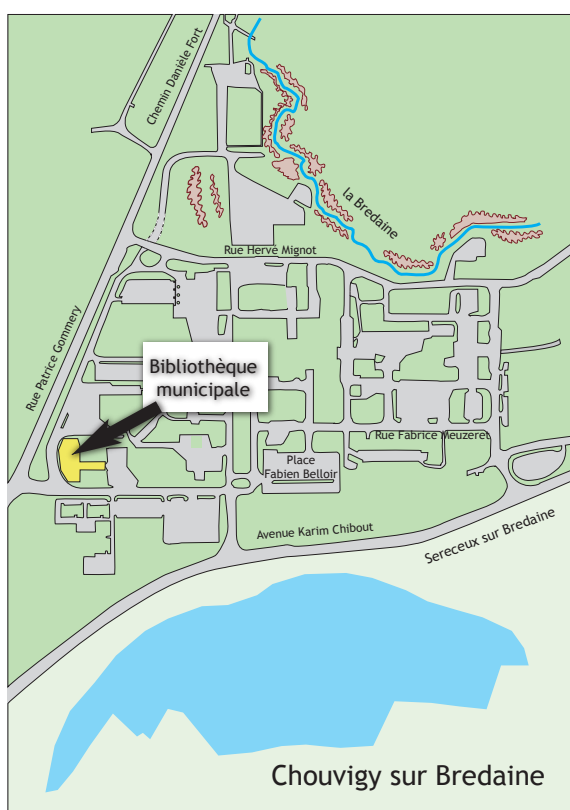 Chemin Danièle Fort
la Bredaine
Rue Hervé Mignot
Rue Patrice Gommery
Bibliothèque
municipale
Rue Fabrice Meuzeret
Place
Fabien Belloir
Avenue Karim Chibout
Sereceux sur Bredaine
Chouvigy sur Bredaine